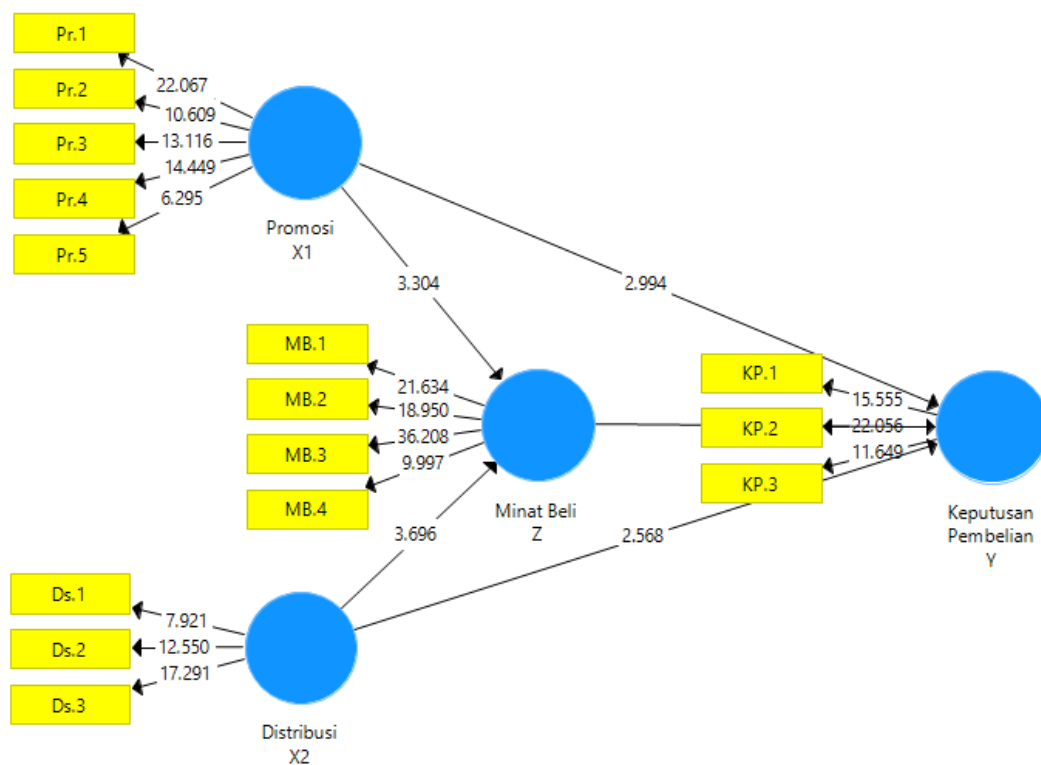 Pr.1
Pr.2
Pr.3
Pr.4
Pr.5
22.067
10.609
13.116
14.449
6.295
Promosi
X1
3.304
2.994
MB.1
MB.2
MB.3
MB.4
21.634
18.950
36.208
9.997
Minat Beli
Z
KP.1
KP.2
KP.3
15.555
22.056
11.649
Keputusan
Pembelian
Y
3.696
2.568
Ds.1
Ds.2
Ds.3
7.921
12.550
17.291
Distribusi
X2